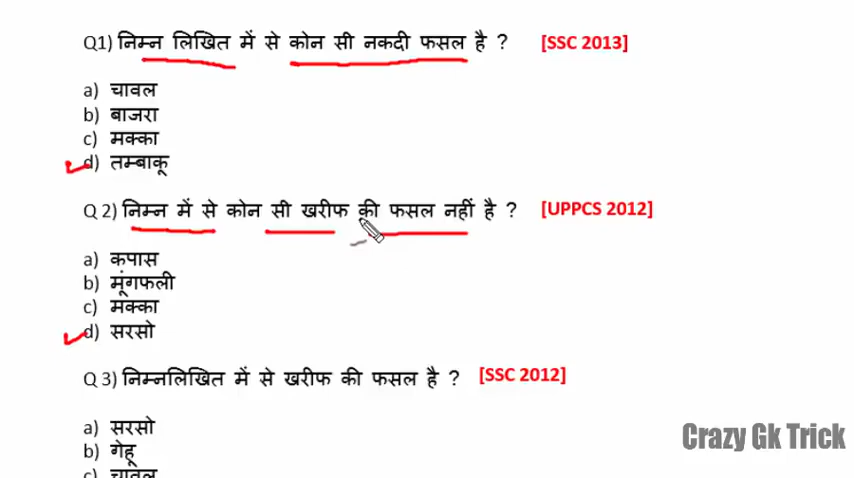 Q1) निम्न लिखित में से कोन सी नकदी फसल है ? [SSC 2013]
a) चावल
b) बाजरा
c) मक्का
d) तम्बाकू
Q 2) निम्न में से कोन सी खरीफ की फसल नहीं है ? [UPPCS 2012]
a) कपास
b) मूंगफली
c) मक्का
d) सरसो
Q 3) निम्नलिखित में से खरीफ की फसल है ? [SSC 2012]
a) सरसो
b) गेहू
c) चावल
Crazy Gk Trick